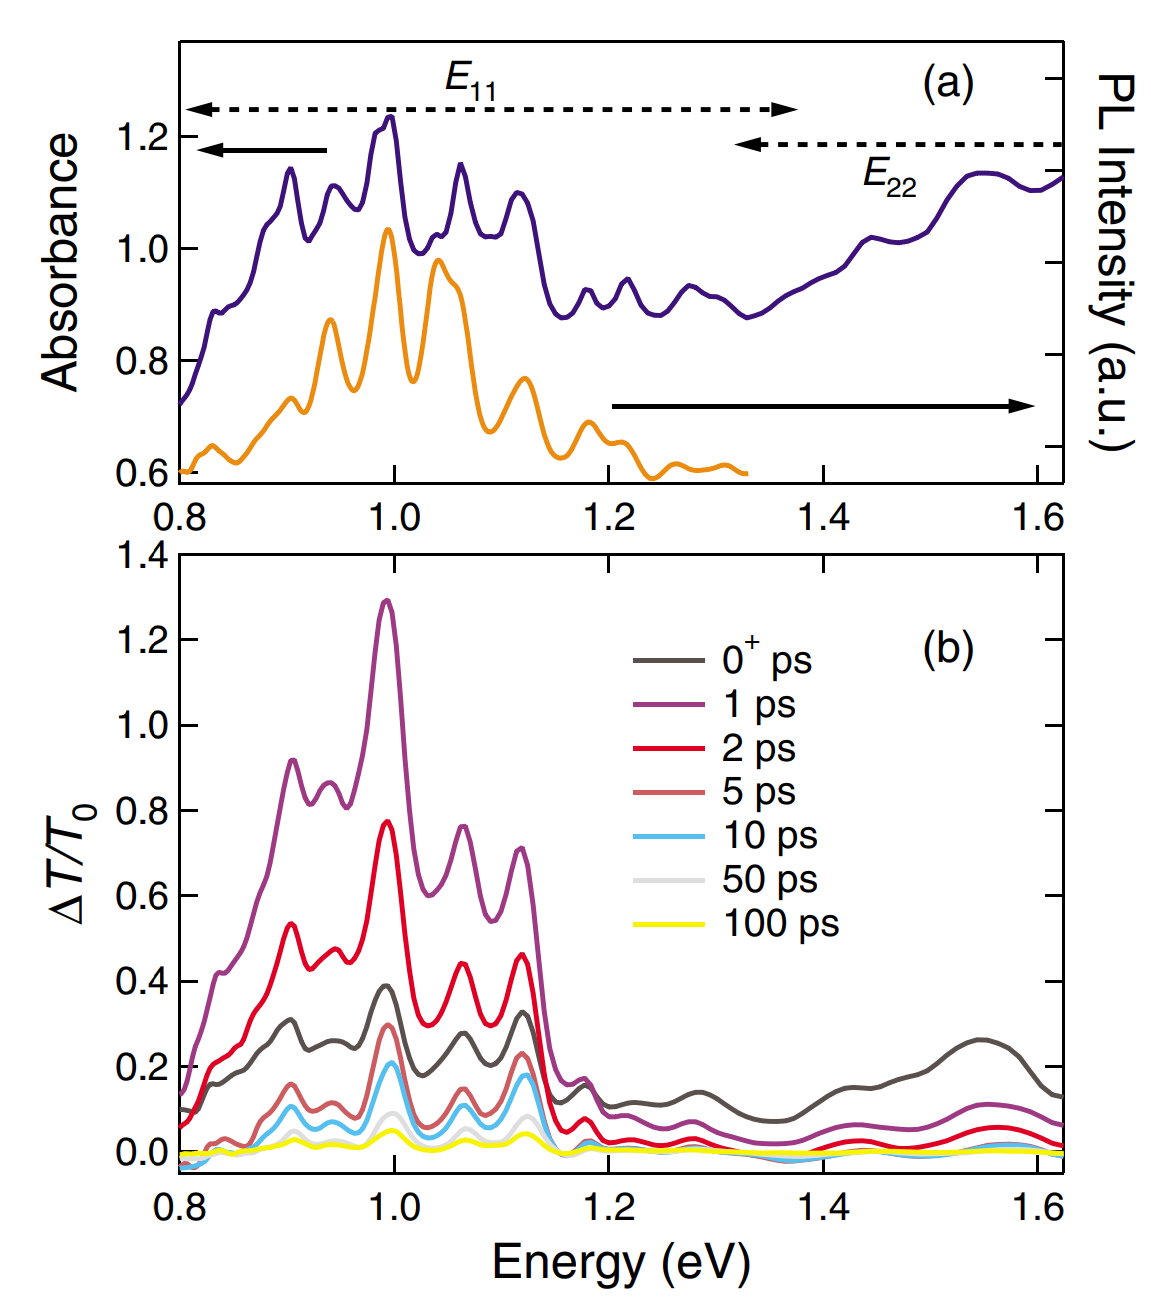 (a)
E11
E22
Absorbance
PL Intensity (a.u.)
1.2
1.0
0.8
0.6
0.8 1.0 1.2 1.4 1.6
(b)
1.4
1.2
1.0
0.8
0.6
0.4
0.2
0.0
ΔT/T0
0+ ps
1 ps
2 ps
5 ps
10 ps
50 ps
100 ps
0.8 1.0 1.2 1.4 1.6
Energy (eV)